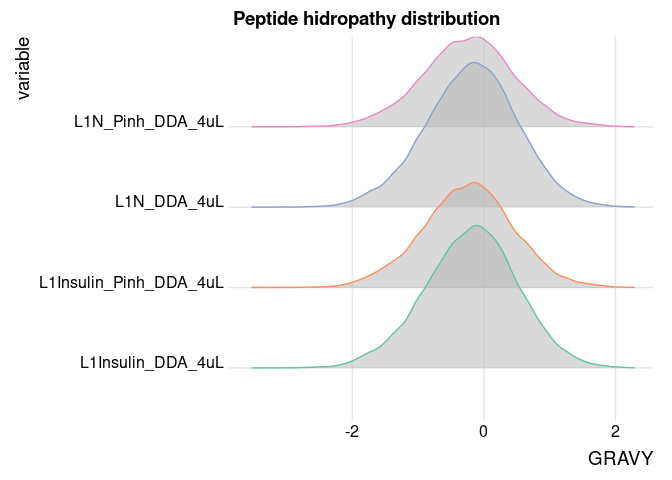 Peptide hidropathy distribution
variable
L1N_Pinh_DDA_4uL
L1N_DDA_4uL
L1Insulin_Pinh_DDA_4uL
L1Insulin_DDA_4uL
-2 0 2
GRAVY